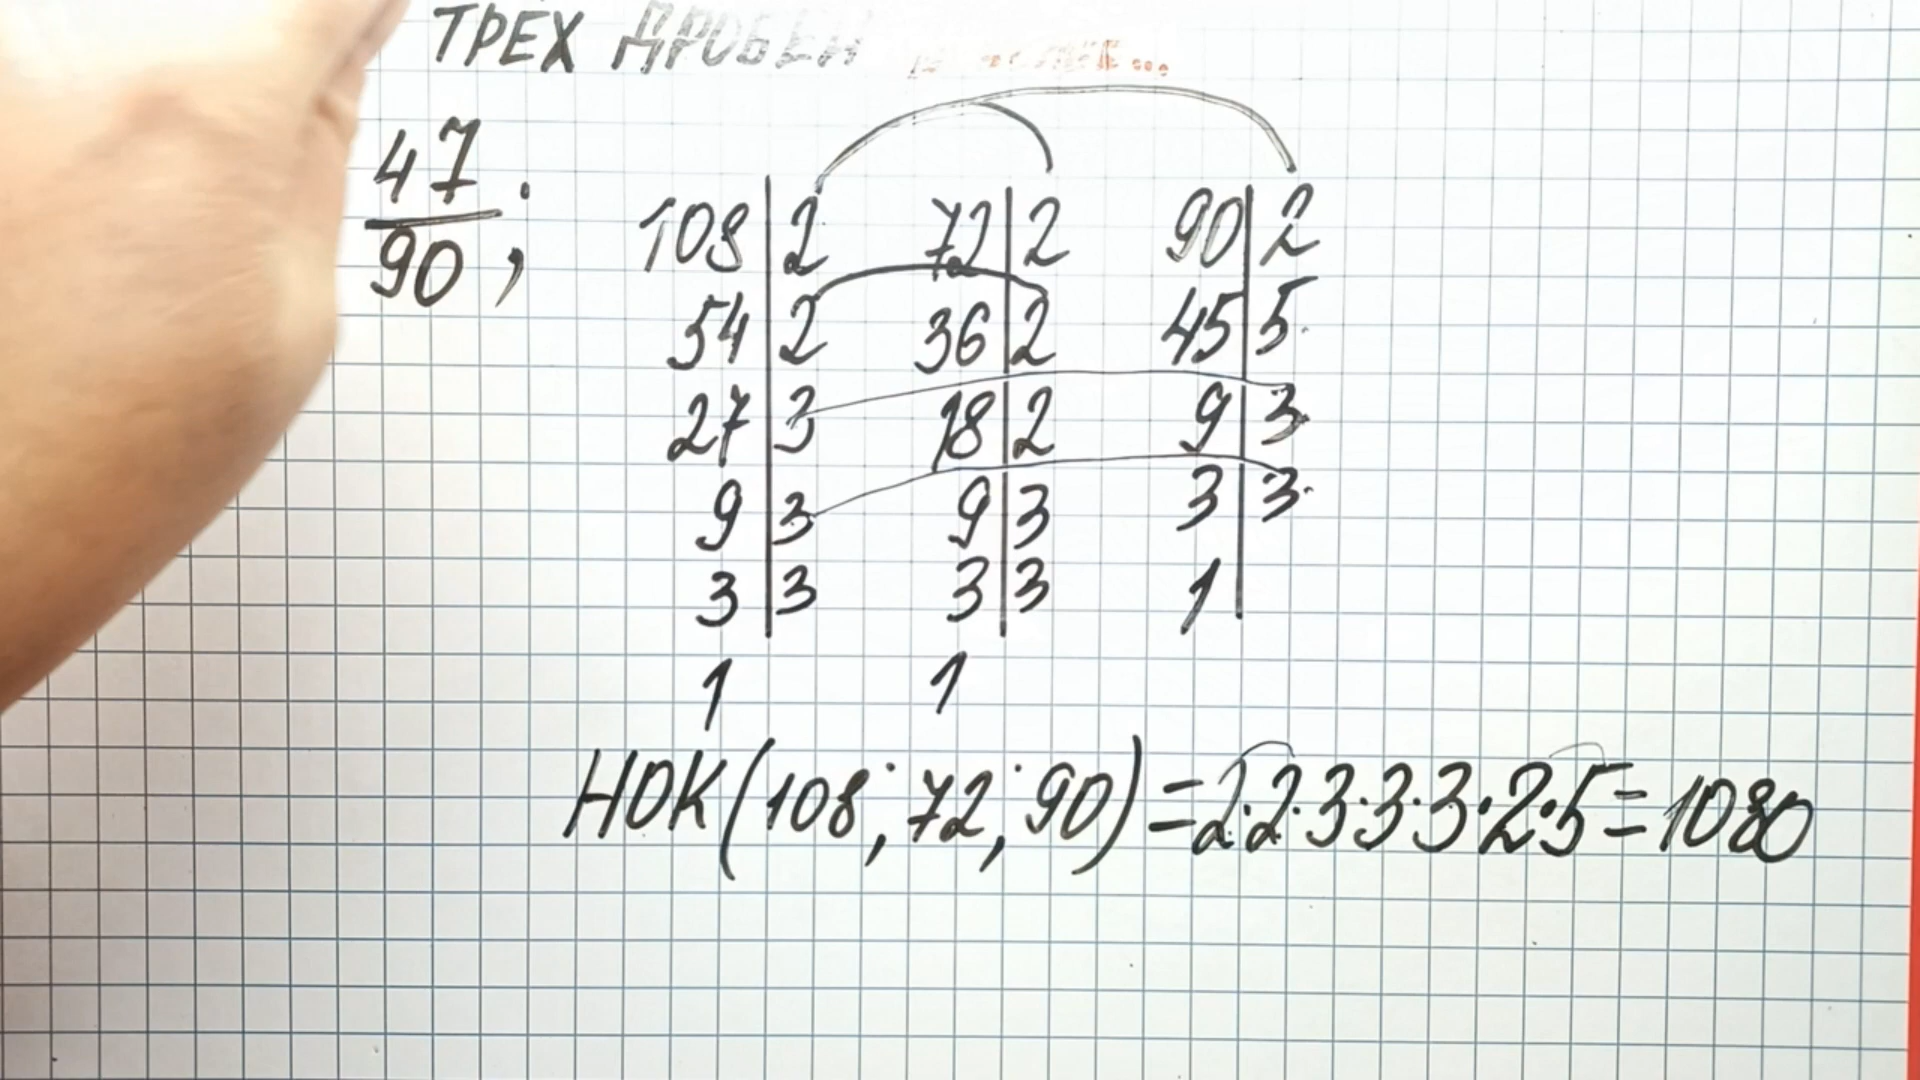 ТРЁХ ДРОБЕЙ
47
90 ;
108 | 2 72 | 2 90 | 2
54 | 2 36 | 2 45 | 5
27 | 3 18 | 2 9 | 3
9 | 3 9 | 3 3 | 3
3 | 3 3 | 3 1
1 1
НОК(108; 72; 90) = 2·2·3·3·3·2·5 = 1080